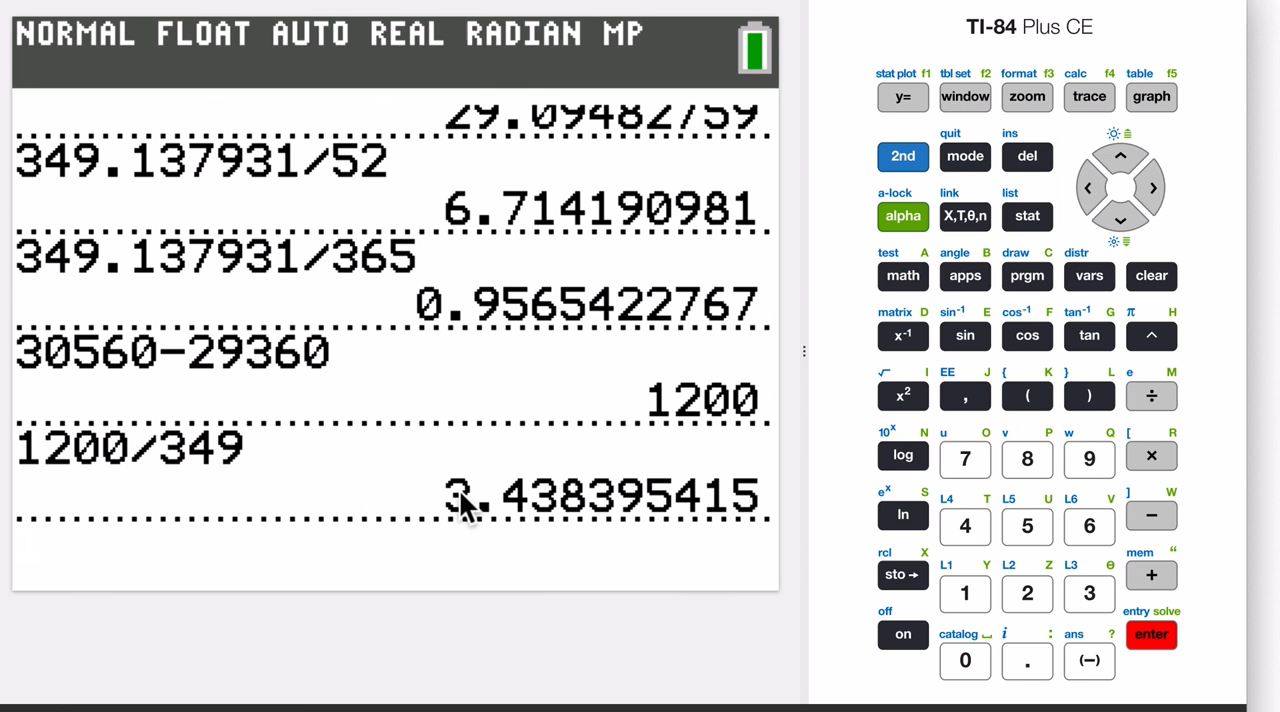 NORMAL FLOAT AUTO REAL RADIAN MP
29.09482759
349.137931/52
6.714190981
349.137931/365
0.9565422767
30560-29360
1200
1200/349
3.438395415
TI-84 Plus CE
stat plot f1 tbl set f2 format f3 calc f4 table f5
y= window zoom trace graph
quit ins
2nd mode del
a-lock link list
alpha X,T,θ,n stat
test A angle B draw C distr
math apps prgm vars clear
matrix D sin⁻¹ E cos⁻¹ F tan⁻¹ G π H
x⁻¹ sin cos tan ^
√ I EE J { K } L e M
x² , ( ) ÷
10ˣ N u O v P w Q [ R
log 7 8 9 ×
eˣ S L4 T L5 U L6 V ] W
ln 4 5 6 −
rcl X L1 Y L2 Z L3 θ mem “
sto→ 1 2 3 +
off catalog ⎵ i : ans ? entry solve
on 0 . (−) enter